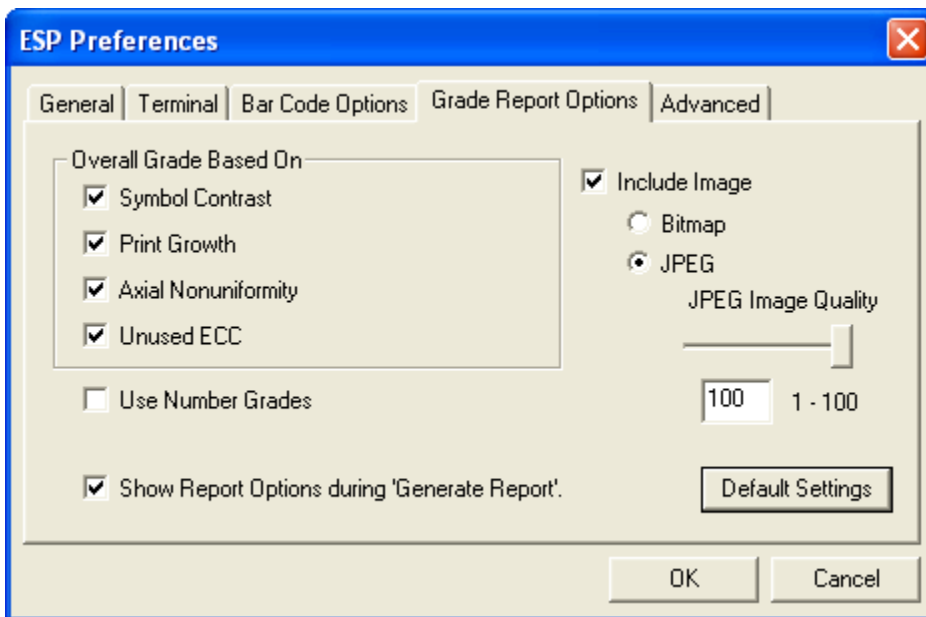 ESP Preferences
General Terminal Bar Code Options Grade Report Options Advanced
Overall Grade Based On
Symbol Contrast
Print Growth
Axial Nonuniformity
Unused ECC
Use Number Grades
Show Report Options during 'Generate Report'.
Include Image
Bitmap
JPEG
JPEG Image Quality
100 1 - 100
Default Settings
OK Cancel